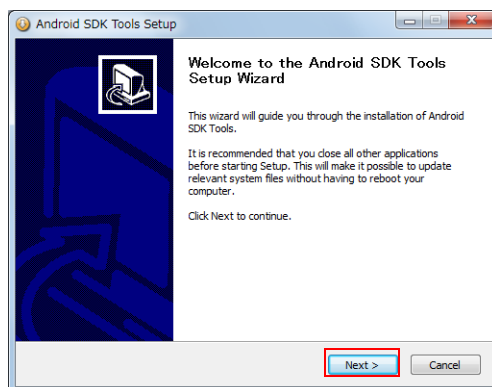 Android SDK Tools Setup
Welcome to the Android SDK Tools
Setup Wizard
This wizard will guide you through the installation of Android
SDK Tools.
It is recommended that you close all other applications
before starting Setup. This will make it possible to update
relevant system files without having to reboot your
computer.
Click Next to continue.
Next >
Cancel